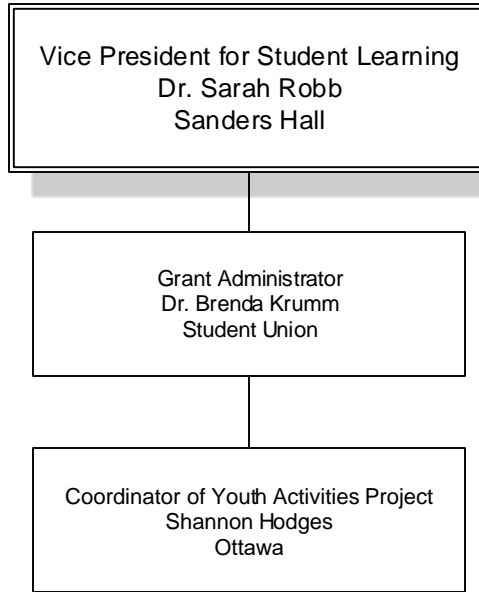 Vice President for Student Learning
Dr. Sarah Robb
Sanders Hall
Grant Administrator
Dr. Brenda Krumm
Student Union
Coordinator of Youth Activities Project
Shannon Hodges
Ottawa